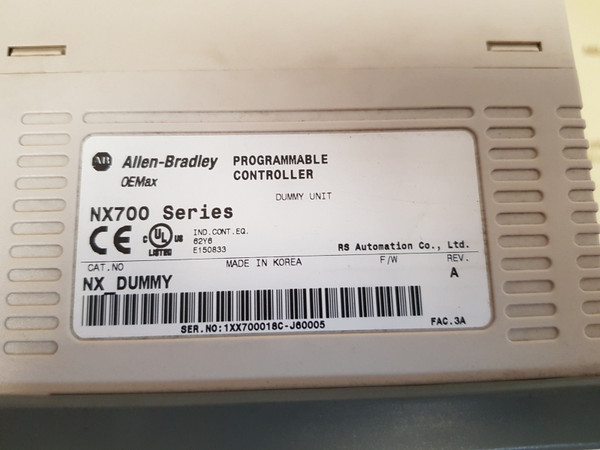 AB Allen-Bradley PROGRAMMABLE
OEMax CONTROLLER
DUMMY UNIT
NX700 Series
CE C UL US IND.CONT.EQ.
LISTED 62Y6
E150833
RS Automation Co., Ltd.
CAT.NO MADE IN KOREA F/W REV.
NX_DUMMY A
SER.NO:1XX700018C-J60005 FAC.3A